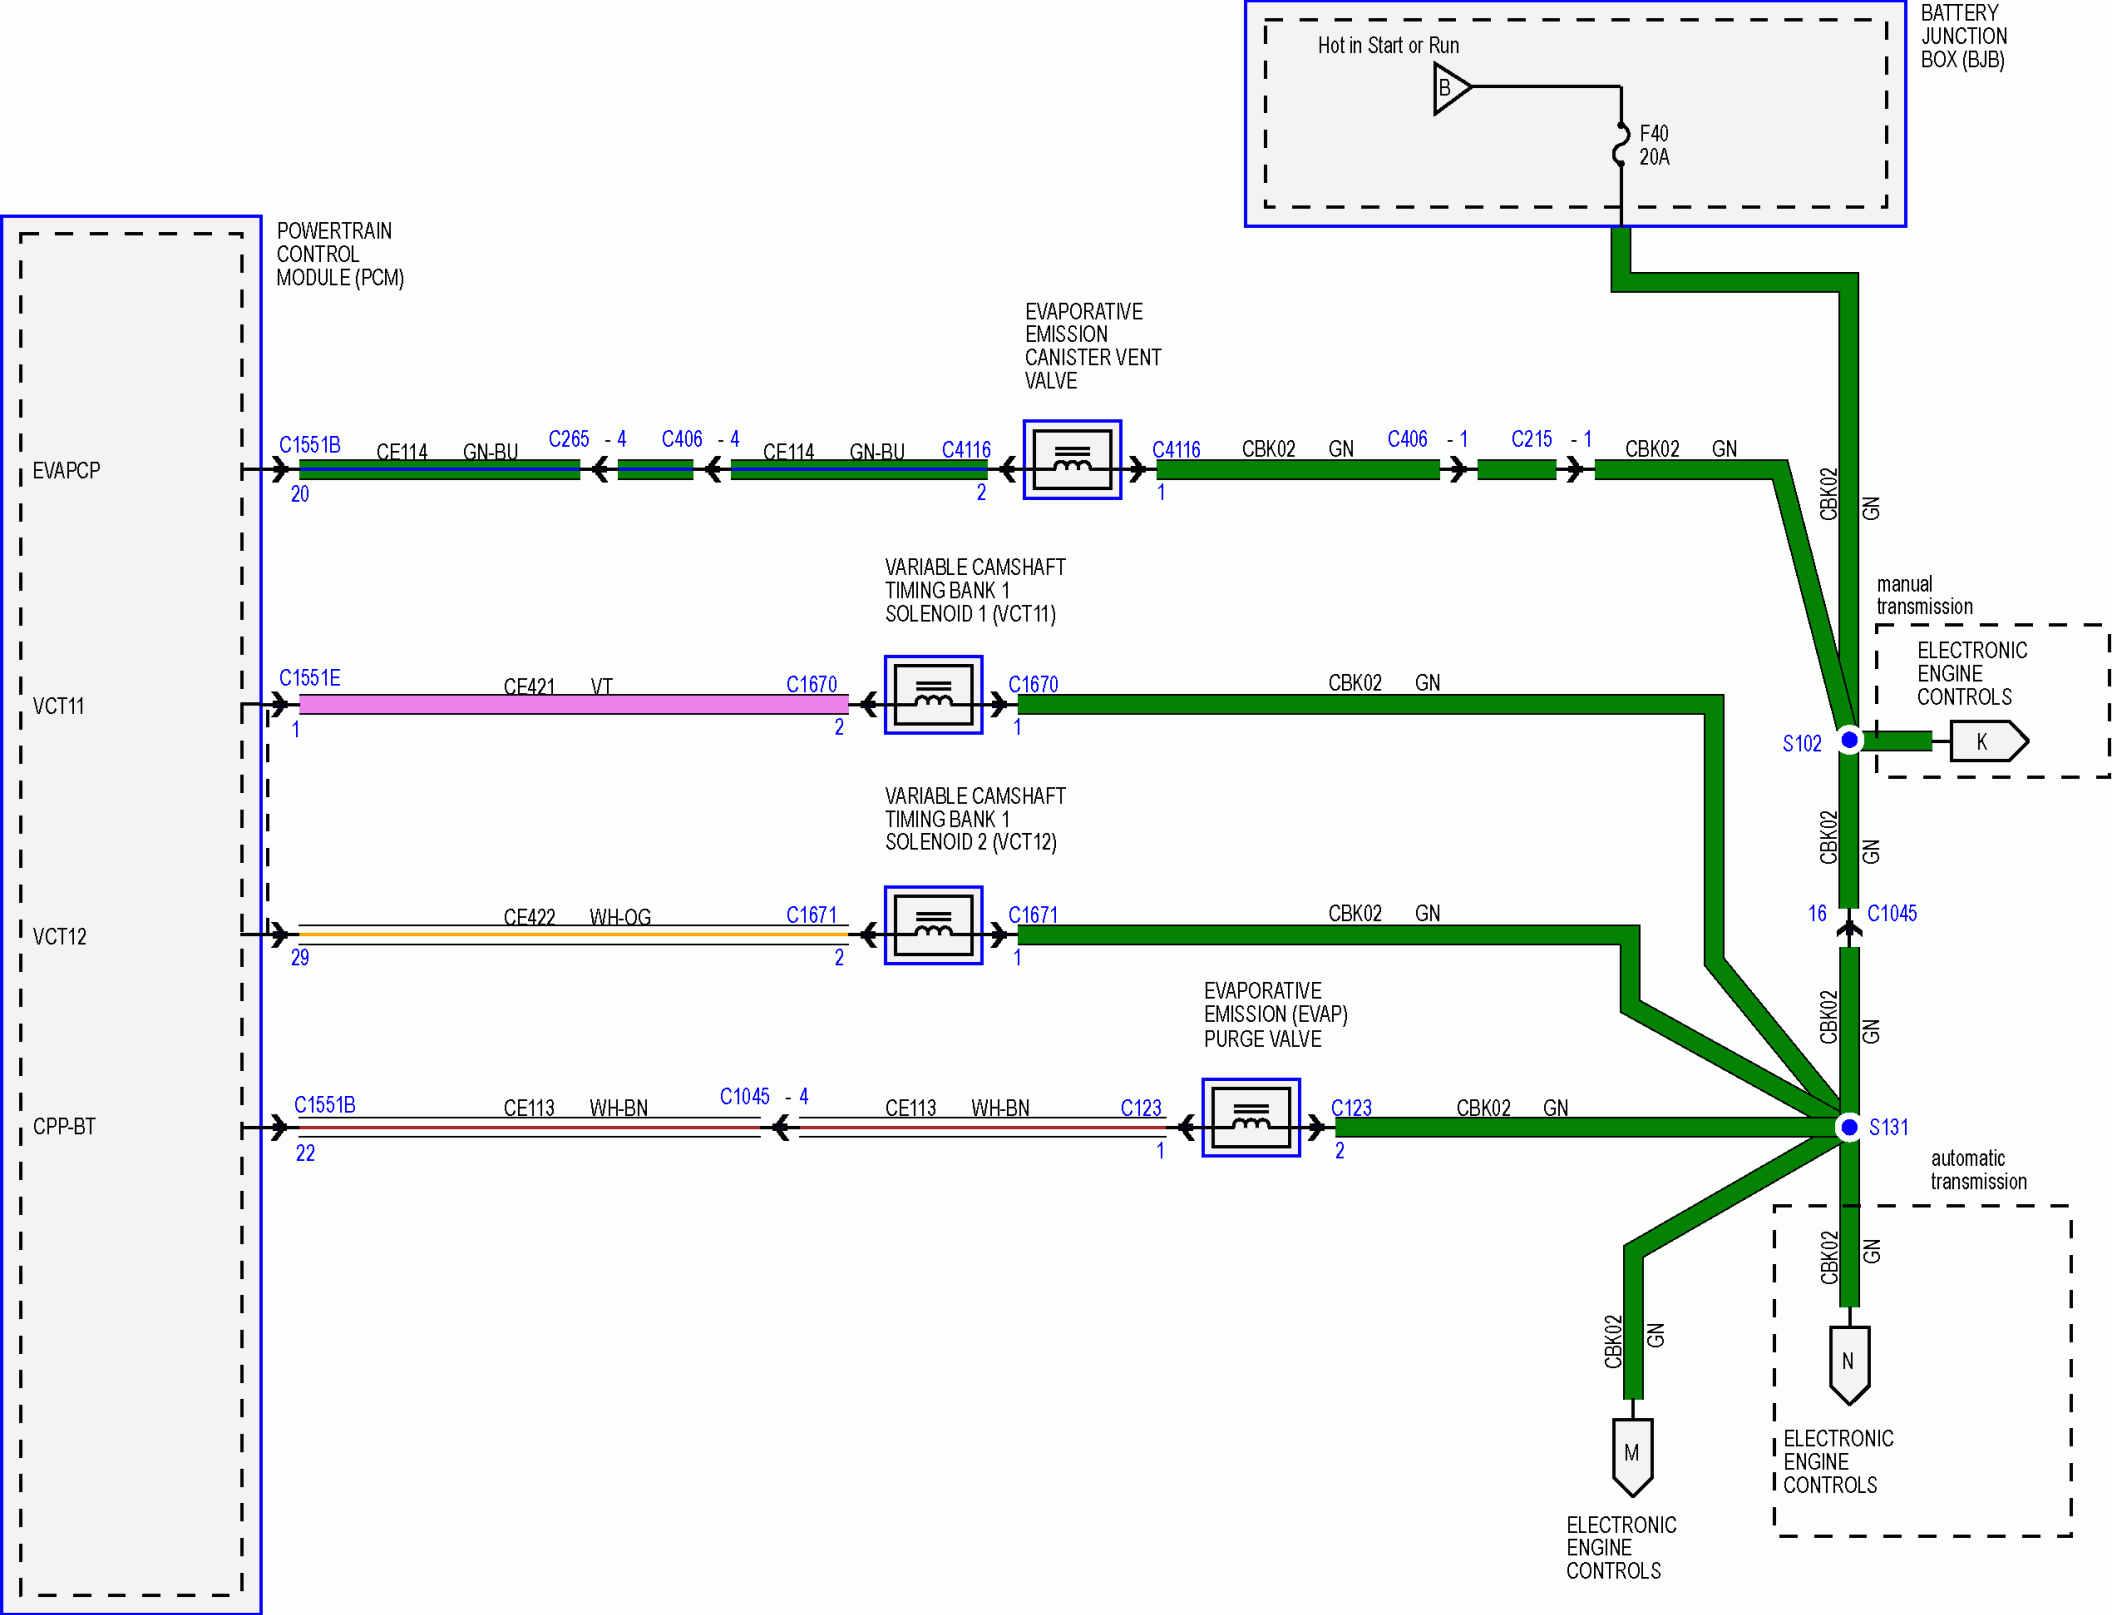 BATTERY
JUNCTION
BOX (BJB)
Hot in Start or Run
B
F40
20A
POWERTRAIN
CONTROL
MODULE (PCM)
EVAPORATIVE
EMISSION
CANISTER VENT
VALVE
EVAPCP
C1551B
20
CE114 GN-BU
C265 - 4
C406 - 4
CE114 GN-BU
C4116
2
C4116
1
CBK02 GN
C406 - 1
C215 - 1
CBK02 GN
CBK02
GN
VARIABLE CAMSHAFT
TIMING BANK 1
SOLENOID 1 (VCT11)
manual
transmission
ELECTRONIC
ENGINE
CONTROLS
K
S102
VCT11
C1551E
1
CE421 VT
C1670
2
C1670
1
CBK02 GN
VARIABLE CAMSHAFT
TIMING BANK 1
SOLENOID 2 (VCT12)
CBK02
GN
16 C1045
VCT12
29
CE422 WH-OG
C1671
2
C1671
1
CBK02 GN
CBK02
GN
EVAPORATIVE
EMISSION (EVAP)
PURGE VALVE
CPP-BT
C1551B
22
CE113 WH-BN
C1045 - 4
CE113 WH-BN
C123
1
C123
2
CBK02 GN
S131
automatic
transmission
CBK02
GN
N
ELECTRONIC
ENGINE
CONTROLS
CBK02
GN
M
ELECTRONIC
ENGINE
CONTROLS